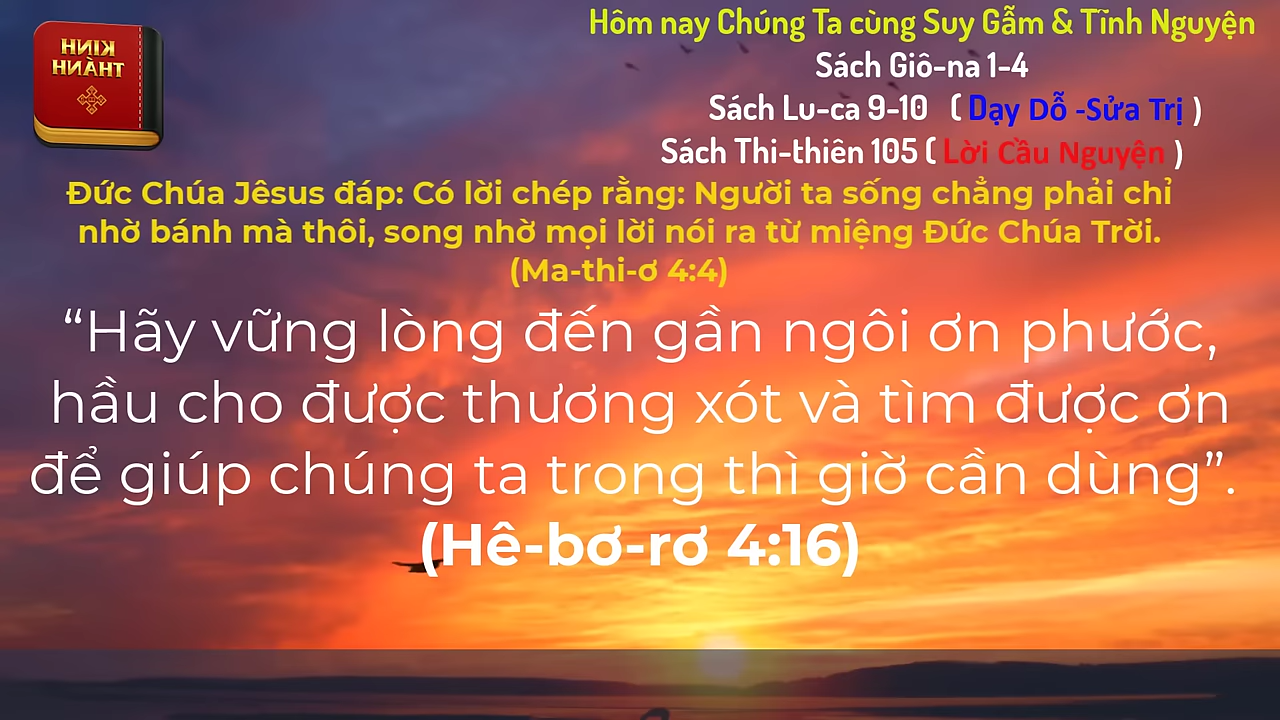 KINH
THÀNH
Hôm nay Chúng Ta cùng Suy Gẫm & Tĩnh Nguyện
Sách Giô-na 1-4
Sách Lu-ca 9-10 ( Dạy Dỗ -Sửa Trị )
Sách Thi-thiên 105 ( Lời Cầu Nguyện )
Đức Chúa Jêsus đáp: Có lời chép rằng: Người ta sống chẳng phải chỉ
nhờ bánh mà thôi, song nhờ mọi lời nói ra từ miệng Đức Chúa Trời.
(Ma-thi-ơ 4:4)
“Hãy vững lòng đến gần ngôi ơn phước,
hầu cho được thương xót và tìm được ơn
để giúp chúng ta trong thì giờ cần dùng”.
(Hê-bơ-rơ 4:16)